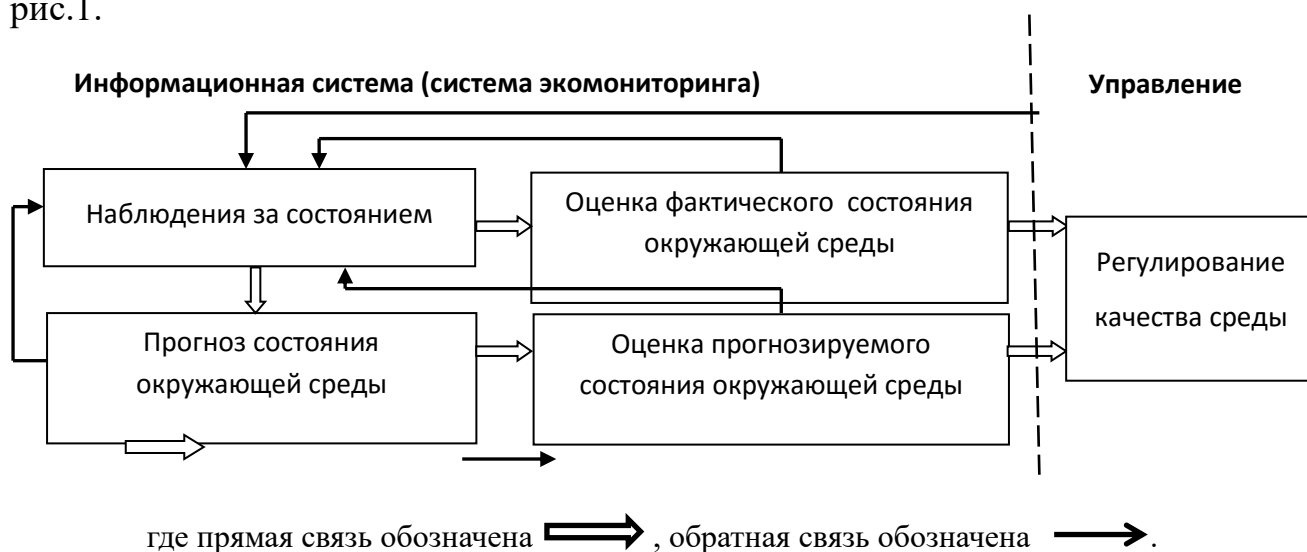 рис.1.
Информационная система (система экомониторинга)
Управление
Наблюдения за состоянием
Оценка фактического состояния
окружающей среды
Регулирование
качества среды
Прогноз состояния
окружающей среды
Оценка прогнозируемого
состояния окружающей среды
где прямая связь обозначена , обратная связь обозначена .